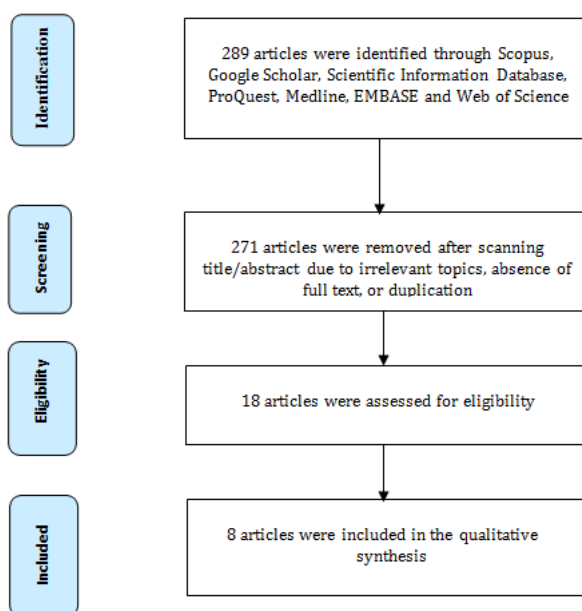 Identification
289 articles were identified through Scopus,
Google Scholar, Scientific Information Database,
ProQuest, Medline, EMBASE and Web of Science
Screening
271 articles were removed after scanning
title/abstract due to irrelevant topics, absence of
full text, or duplication
Eligibility
18 articles were assessed for eligibility
Included
8 articles were included in the qualitative
synthesis